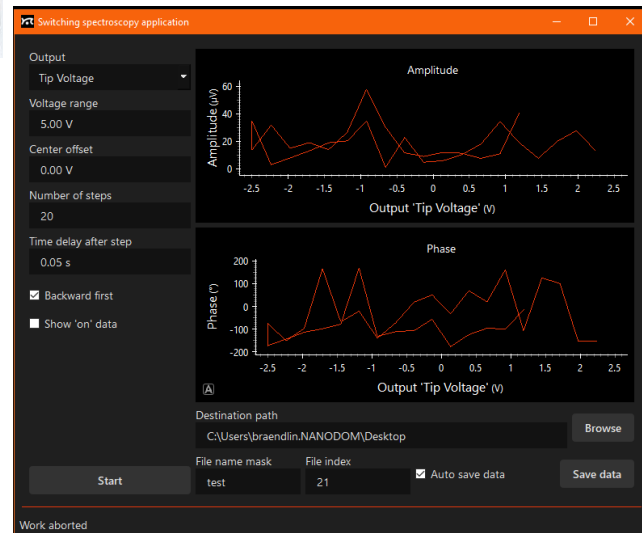 Switching spectroscopy application
Output
Tip Voltage
Voltage range
5.00 V
Center offset
0.00 V
Number of steps
20
Time delay after step
0.05 s
Backward first
Show 'on' data
Start
Amplitude
Amplitude (µV)
60
40
20
0
-2.5 -2 -1.5 -1 -0.5 0 0.5 1 1.5 2 2.5
Output 'Tip Voltage' (V)
Phase
Phase (°)
200
100
0
-100
-200
-2.5 -2 -1.5 -1 -0.5 0 0.5 1 1.5 2 2.5
Output 'Tip Voltage' (V)
A
Destination path
C:\Users\braendlin.NANODOM\Desktop
Browse
File name mask File index
test 21
Auto save data
Save data
Work aborted